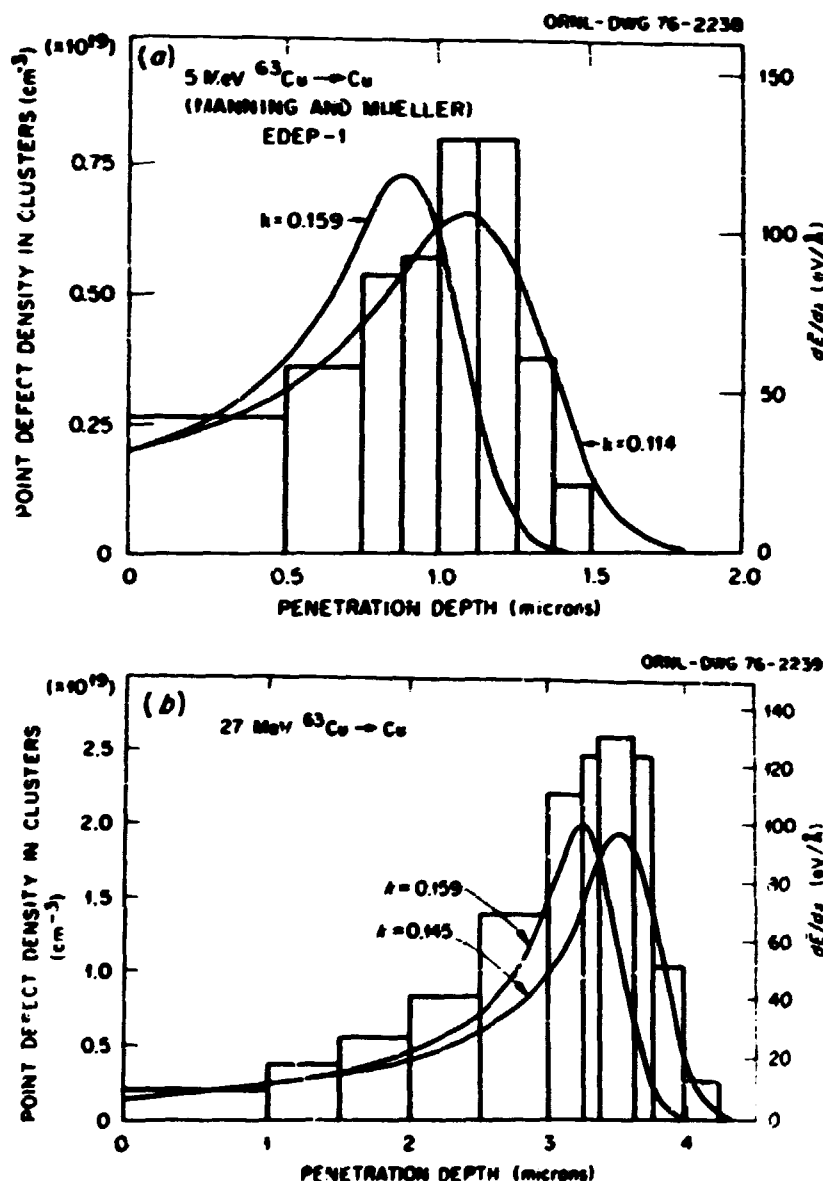 ORNL-DWG 76-2238
(×10¹⁹)
(a)
5 MeV ⁶³Cu → Cu
(MANNING AND MUELLER)
EDEP-1
k=0.159
k=0.114
POINT DEFECT DENSITY IN CLUSTERS (cm⁻³)
0.75
0.50
0.25
0
150
100
50
0
dE/ds (eV/Å)
0 0.5 1.0 1.5 2.0
PENETRATION DEPTH (microns)
ORNL-DWG 76-2239
(×10¹⁹)
(b)
27 MeV ⁶³Cu → Cu
k=0.159
k=0.145
POINT DEFECT DENSITY IN CLUSTERS
(cm⁻³)
2.5
2.0
1.5
1.0
0.5
0
140
120
100
80
60
40
20
0
dE/ds (eV/Å)
0 1 2 3 4
PENETRATION DEPTH (microns)